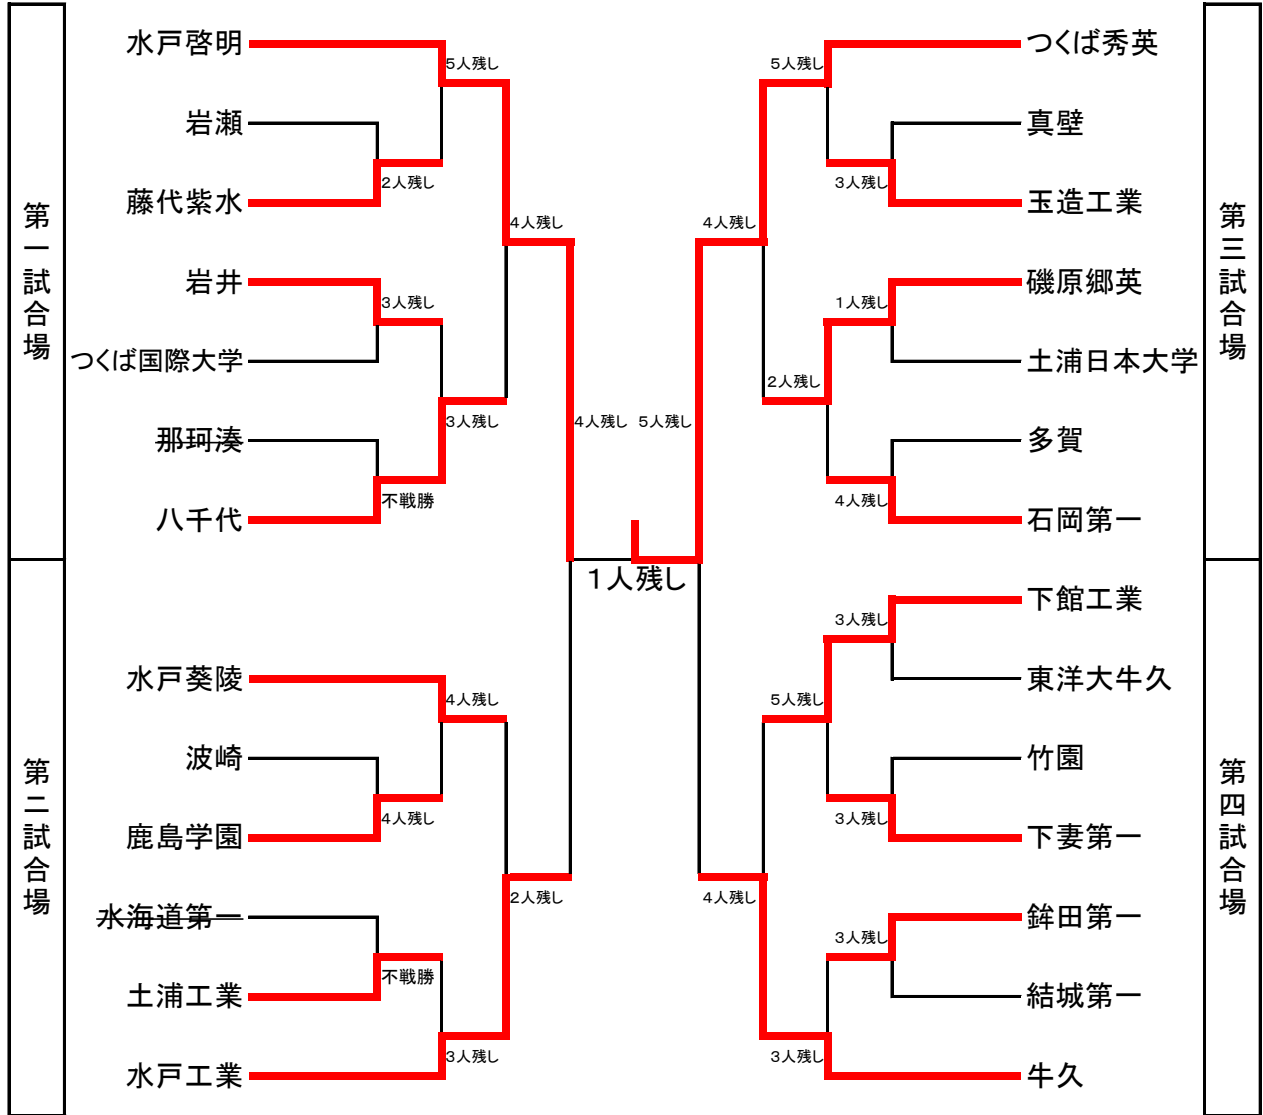 第一試合場
水戸啓明
岩瀬
藤代紫水
岩井
つくば国際大学
那珂湊
八千代
5人残し
2人残し
4人残し
3人残し
3人残し
不戦勝
4人残し
第二試合場
水戸葵陵
波崎
鹿島学園
水海道第一
土浦工業
水戸工業
4人残し
4人残し
2人残し
不戦勝
3人残し
1人残し
第三試合場
つくば秀英
真壁
玉造工業
磯原郷英
土浦日本大学
多賀
石岡第一
5人残し
3人残し
4人残し
1人残し
2人残し
5人残し
4人残し
第四試合場
下館工業
東洋大牛久
竹園
下妻第一
鉾田第一
結城第一
牛久
3人残し
5人残し
3人残し
4人残し
3人残し
3人残し